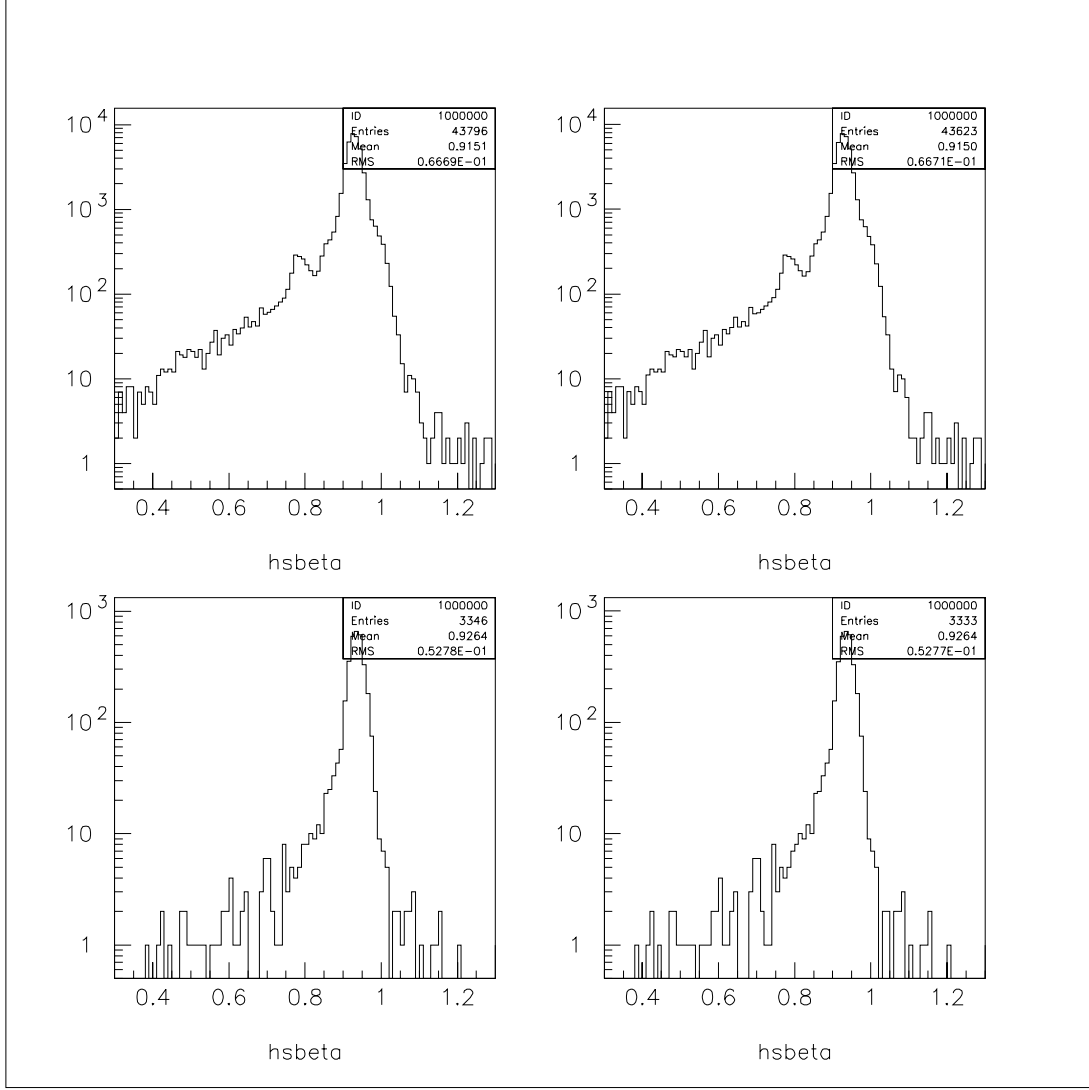 ID 1000000
Entries 43796
Mean 0.9151
RMS 0.6669E-01
10^4
10^3
10^2
10
1
0.4 0.6 0.8 1 1.2
hsbeta
ID 1000000
Entries 43623
Mean 0.9150
RMS 0.6671E-01
10^4
10^3
10^2
10
1
0.4 0.6 0.8 1 1.2
hsbeta
ID 1000000
Entries 3346
Mean 0.9264
RMS 0.5278E-01
10^3
10^2
10
1
0.4 0.6 0.8 1 1.2
hsbeta
ID 1000000
Entries 3333
Mean 0.9264
RMS 0.5277E-01
10^3
10^2
10
1
0.4 0.6 0.8 1 1.2
hsbeta